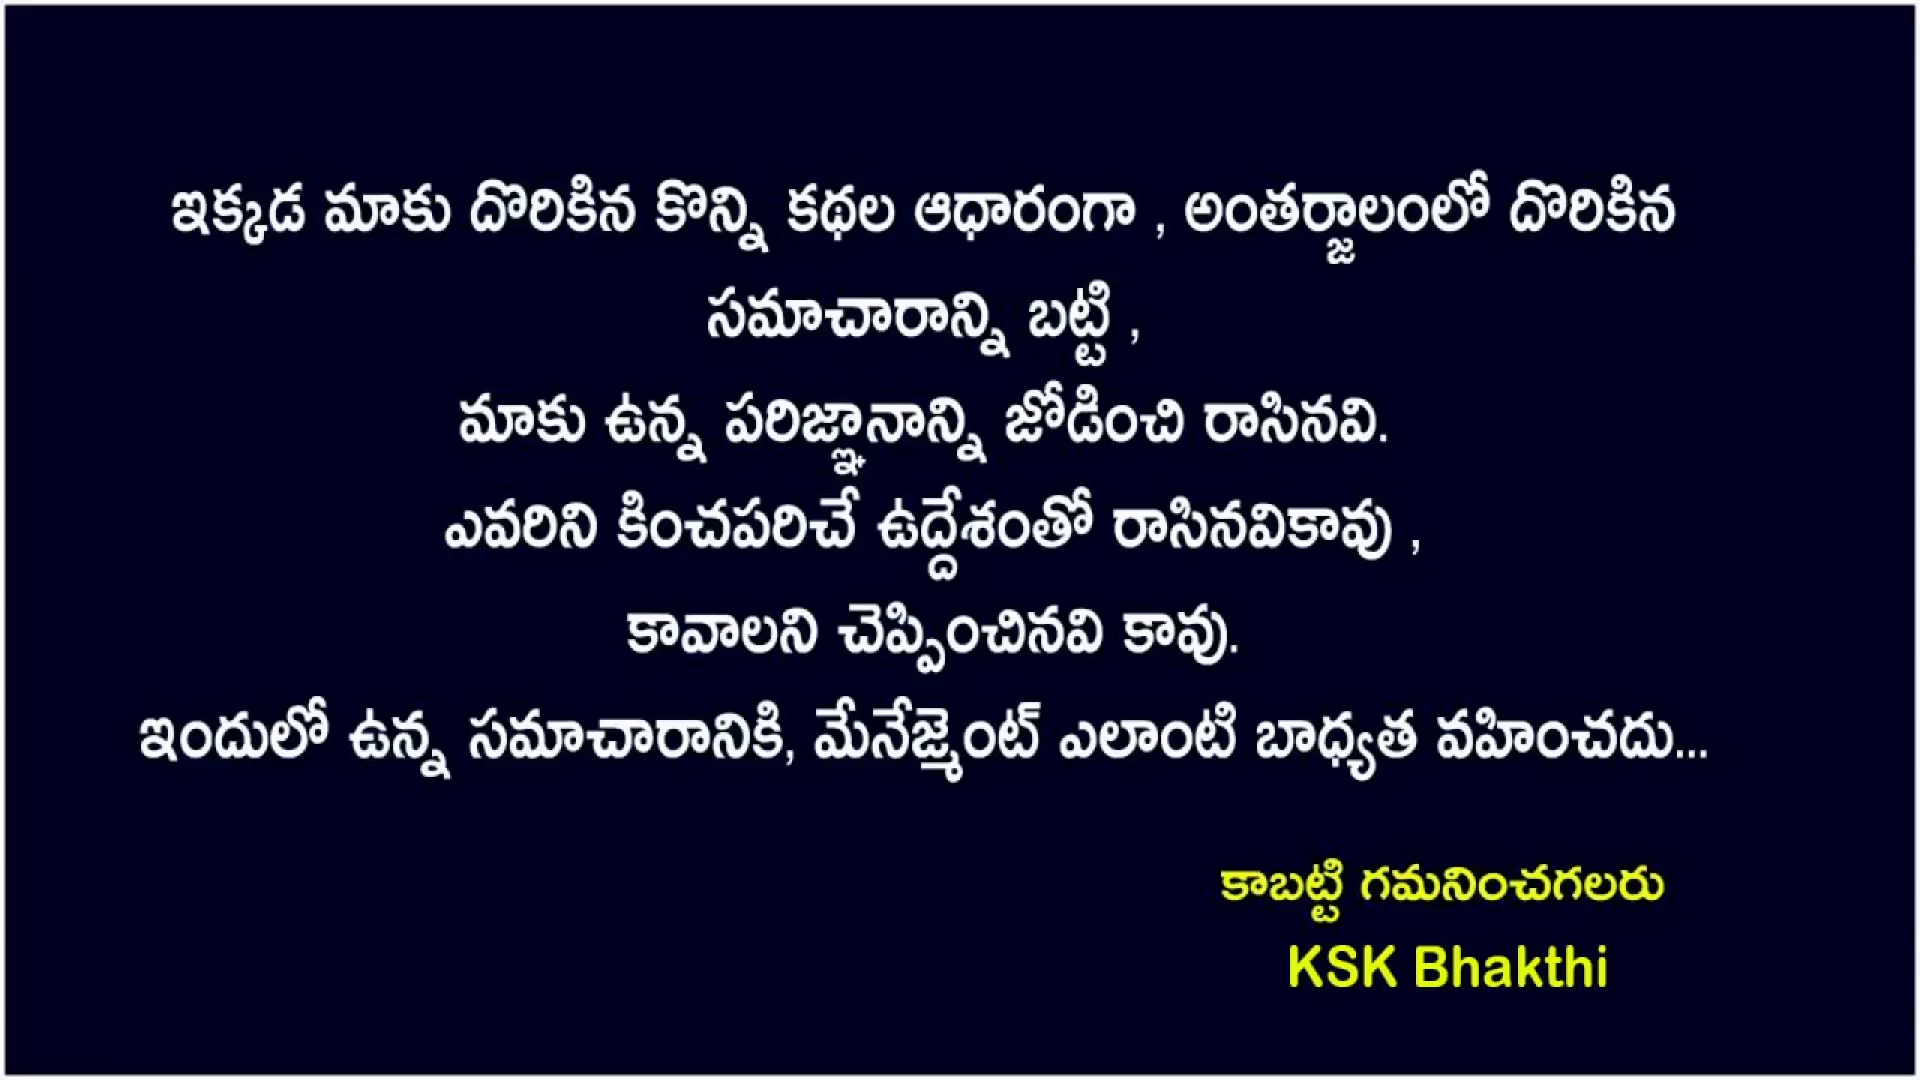 ఇక్కడ మాకు దొరికిన కొన్ని కథల ఆధారంగా , అంతర్జాలంలో దొరికిన
సమాచారాన్ని బట్టి ,
మాకు ఉన్న పరిజ్ఞానాన్ని జోడించి రాసినవి.
ఎవరిని కించపరిచే ఉద్దేశంతో రాసినవికావు ,
కావాలని చెప్పించినవి కావు.
ఇందులో ఉన్న సమాచారానికి, మేనేజ్మెంట్ ఎలాంటి బాధ్యత వహించదు...
కాబట్టి గమనించగలరు
KSK Bhakthi